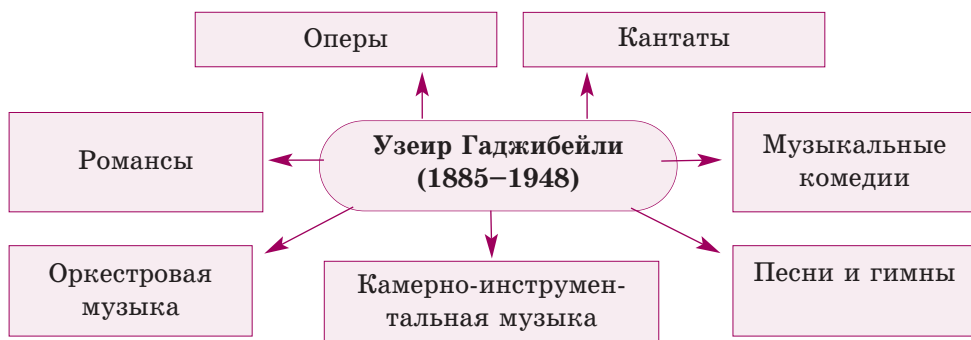 Оперы
Кантаты
Романсы
Узеир Гаджибейли
(1885–1948)
Музыкальные
комедии
Оркестровая
музыка
Камерно-инструмен-
тальная музыка
Песни и гимны